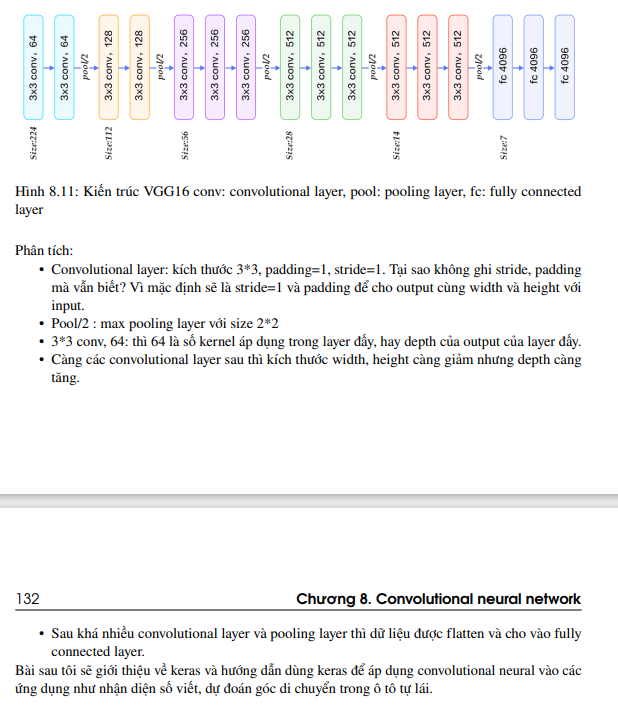 3x3 conv, 64
3x3 conv, 64
pool/2
3x3 conv, 128
3x3 conv, 128
pool/2
3x3 conv, 256
3x3 conv, 256
3x3 conv, 256
pool/2
3x3 conv, 512
3x3 conv, 512
3x3 conv, 512
pool/2
3x3 conv, 512
3x3 conv, 512
3x3 conv, 512
pool/2
fc 4096
fc 4096
fc 4096
Size:224
Size:112
Size:56
Size:28
Size:14
Size:7
Hình 8.11: Kiến trúc VGG16 conv: convolutional layer, pool: pooling layer, fc: fully connected
layer
Phân tích:
• Convolutional layer: kích thước 3*3, padding=1, stride=1. Tại sao không ghi stride, padding
mà vẫn biết? Vì mặc định sẽ là stride=1 và padding để cho output cùng width và height với
input.
• Pool/2 : max pooling layer với size 2*2
• 3*3 conv, 64: thì 64 là số kernel áp dụng trong layer đấy, hay depth của output của layer đấy.
• Càng các convolutional layer sau thì kích thước width, height càng giảm nhưng depth càng
tăng.
132
Chương 8. Convolutional neural network
• Sau khá nhiều convolutional layer và pooling layer thì dữ liệu được flatten và cho vào fully
connected layer.
Bài sau tôi sẽ giới thiệu về keras và hướng dẫn dùng keras để áp dụng convolutional neural vào các
ứng dụng như nhận diện số viết, dự đoán góc di chuyển trong ô tô tự lái.